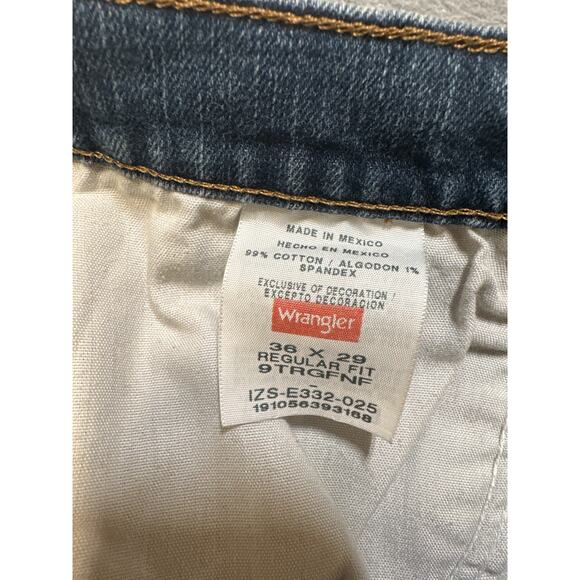 MADE IN MEXICO
HECHO EN MEXICO
99% COTTON / ALGODON 1%
SPANDEX
EXCLUSIVE OF DECORATION /
EXCEPTO DECORACION
Wrangler
36 X 29
REGULAR FIT
9TRGFNF
-
IZS-E332-025
191056393168